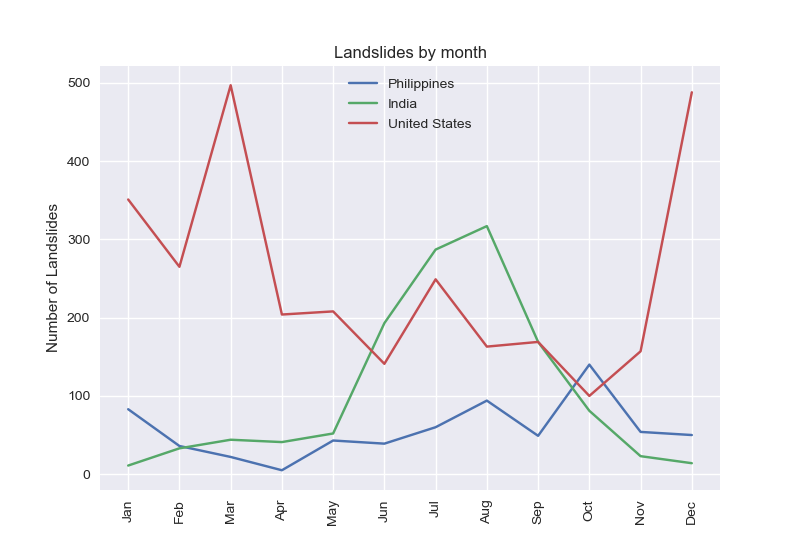 Landslides by month
Philippines
India
United States
Number of Landslides
500
400
300
200
100
0
Jan
Feb
Mar
Apr
May
Jun
Jul
Aug
Sep
Oct
Nov
Dec